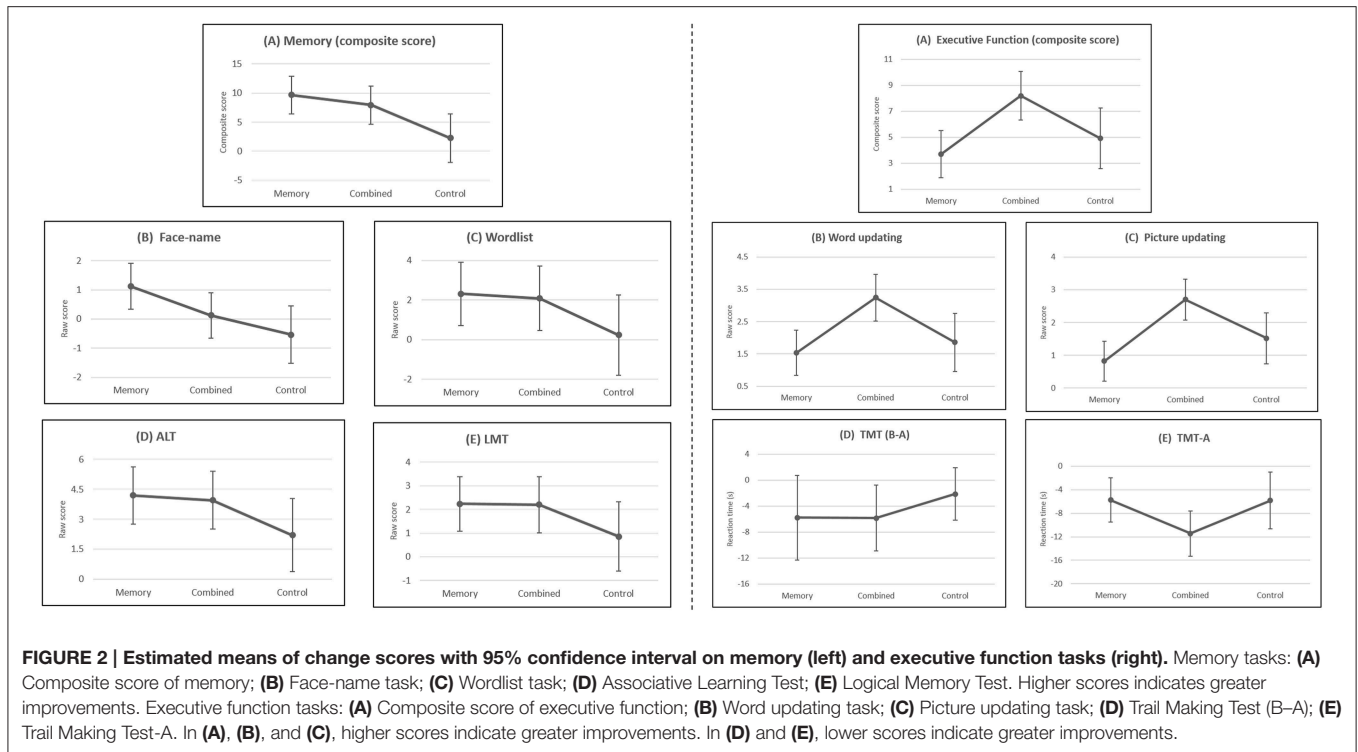 (A) Memory (composite score)
Composite score
15
10
5
0
-5
Memory Combined Control
(B) Face-name
Raw score
2
1
0
-1
-2
Memory Combined Control
(C) Wordlist
Raw score
4
2
0
-2
Memory Combined Control
(D) ALT
Raw score
6
4.5
3
1.5
0
Memory Combined Control
(E) LMT
Raw score
4
3
2
1
0
-1
Memory Combined Control
(A) Executive Function (composite score)
Composite score
11
9
7
5
3
1
Memory Combined Control
(B) Word updating
Raw score
4.5
3.5
2.5
1.5
0.5
Memory Combined Control
(C) Picture updating
Raw score
4
3
2
1
0
Memory Combined Control
(D) TMT (B-A)
Reaction time (s)
4
0
-4
-8
-12
-16
Memory Combined Control
(E) TMT-A
Reaction time (s)
0
-4
-8
-12
-16
-20
Memory Combined Control
FIGURE 2 | Estimated means of change scores with 95% confidence interval on memory (left) and executive function tasks (right). Memory tasks: (A)
Composite score of memory; (B) Face-name task; (C) Wordlist task; (D) Associative Learning Test; (E) Logical Memory Test. Higher scores indicates greater
improvements. Executive function tasks: (A) Composite score of executive function; (B) Word updating task; (C) Picture updating task; (D) Trail Making Test (B–A); (E)
Trail Making Test-A. In (A), (B), and (C), higher scores indicate greater improvements. In (D) and (E), lower scores indicate greater improvements.